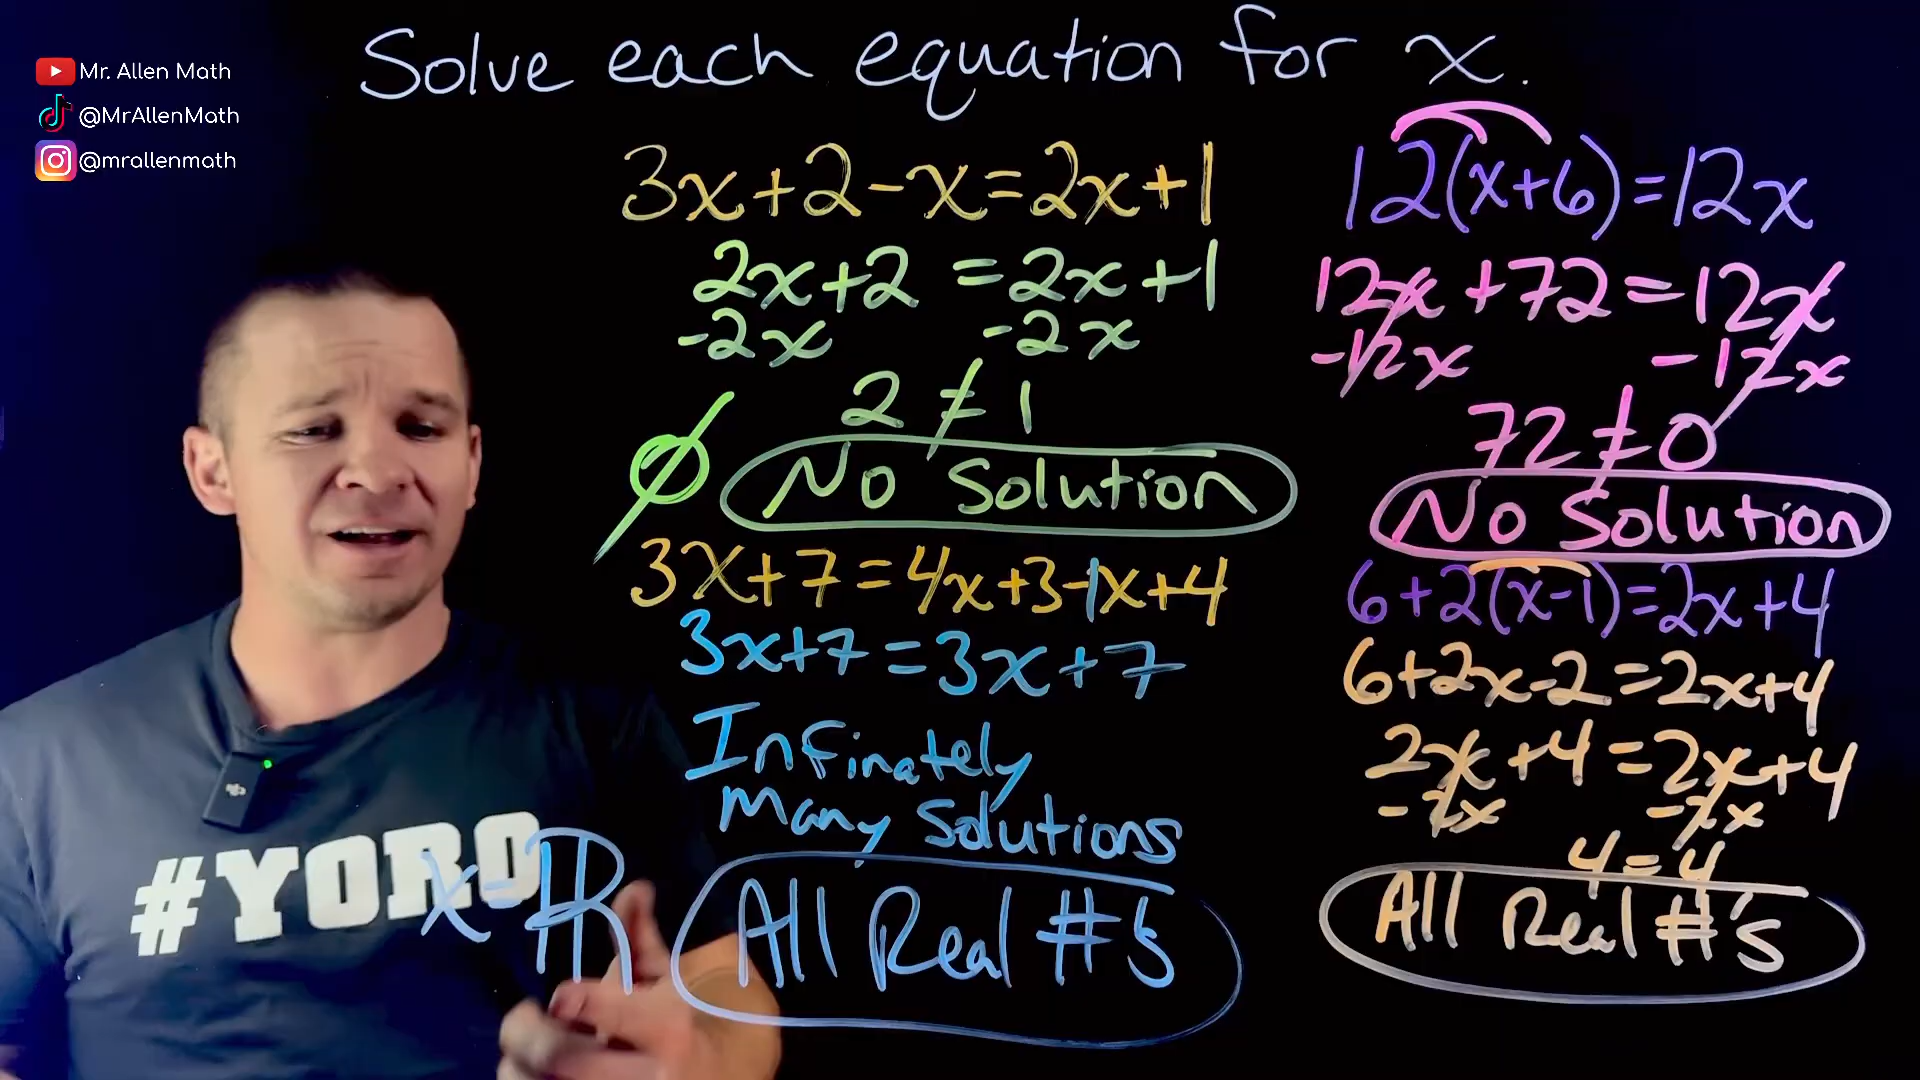 Mr. Allen Math
@MrAllenMath
@mrallenmath
Solve each equation for x.
3x+2-x=2x+1
2x+2 =2x+1
-2x -2x
2 ≠ 1
∅ No Solution
3x+7=4x+3-1x+4
3x+7=3x+7
Infinately
Many Solutions
x = ℝ
All Real #'s
12(x+6)=12x
12x+72=12x
-12x -12x
72≠0
No Solution
6+2(x-1)=2x+4
6+2x-2=2x+4
2x+4=2x+4
-2x -2x
4=4
All Real #'s
#YORO